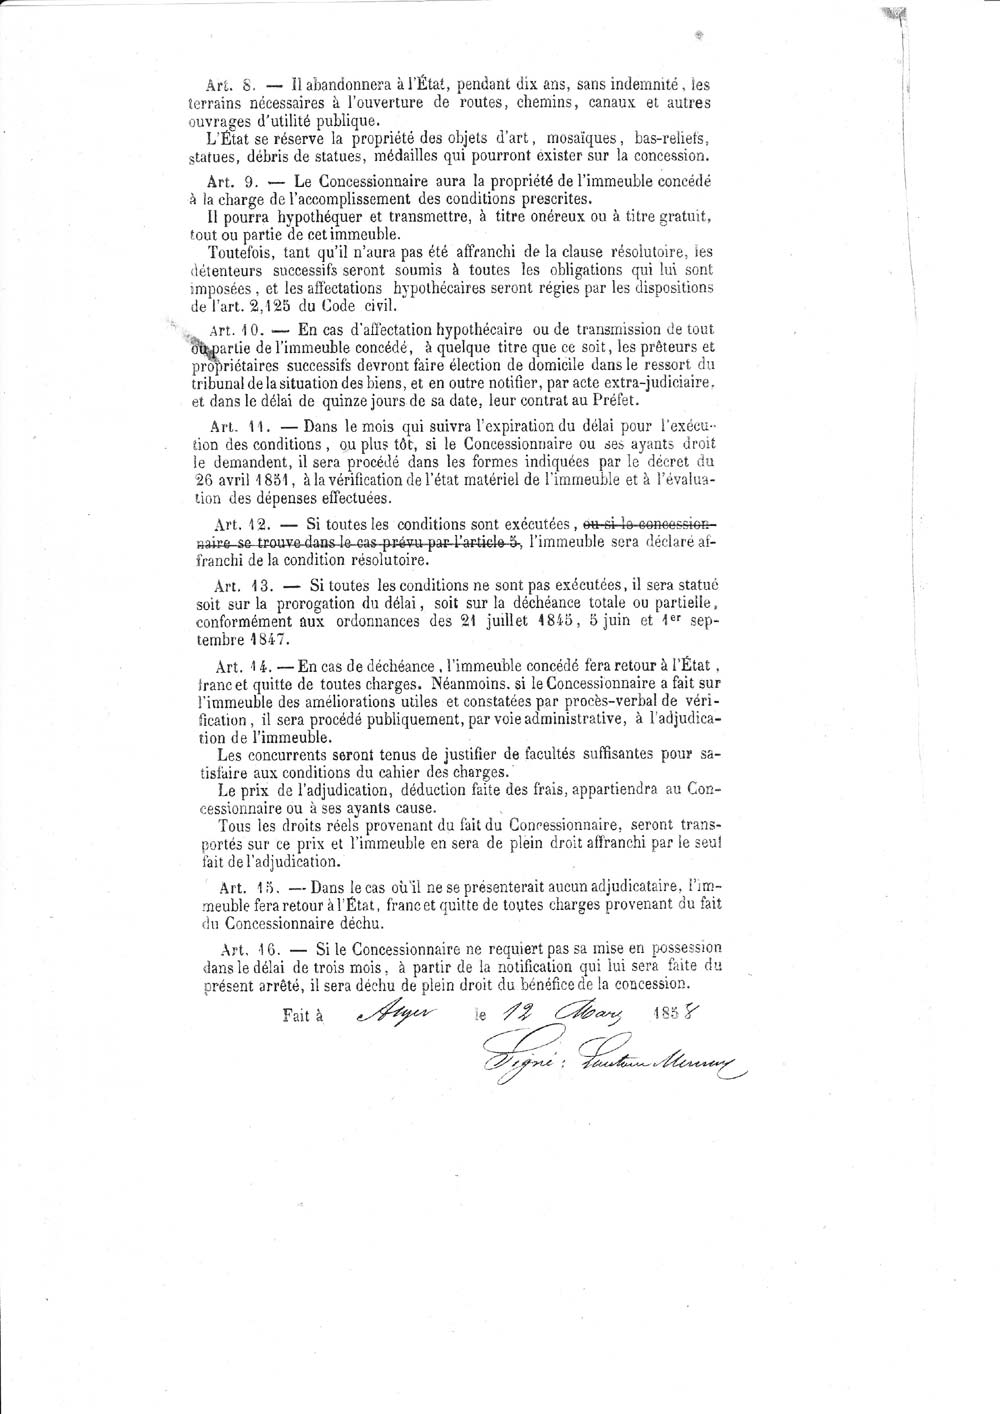 Art. 8. — Il abandonnera à l'État, pendant dix ans, sans indemnité, les
terrains nécessaires à l'ouverture de routes, chemins, canaux et autres
ouvrages d'utilité publique.
L'État se réserve la propriété des objets d'art, mosaïques, bas-reliefs,
statues, débris de statues, médailles qui pourront exister sur la concession.
Art. 9. — Le Concessionnaire aura la propriété de l'immeuble concédé
à la charge de l'accomplissement des conditions prescrites.
Il pourra hypothéquer et transmettre, à titre onéreux ou à titre gratuit,
tout ou partie de cet immeuble.
Toutefois, tant qu'il n'aura pas été affranchi de la clause résolutoire, les
détenteurs successifs seront soumis à toutes les obligations qui lui sont
imposées, et les affectations hypothécaires seront régies par les dispositions
de l'art. 2,125 du Code civil.
Art. 10. — En cas d'affectation hypothécaire ou de transmission de tout
ou partie de l'immeuble concédé, à quelque titre que ce soit, les prêteurs et
propriétaires successifs devront faire élection de domicile dans le ressort du
tribunal de la situation des biens, et en outre notifier, par acte extra-judiciaire,
et dans le délai de quinze jours de sa date, leur contrat au Préfet.
Art. 11. — Dans le mois qui suivra l'expiration du délai pour l'exécu-
tion des conditions, ou plus tôt, si le Concessionnaire ou ses ayants droit
le demandent, il sera procédé dans les formes indiquées par le décret du
26 avril 1851, à la vérification de l'état matériel de l'immeuble et à l'évalua-
tion des dépenses effectuées.
Art. 12. — Si toutes les conditions sont exécutées, ou si le concession-
naire se trouve dans le cas prévu par l'article 5, l'immeuble sera déclaré af-
franchi de la condition résolutoire.
Art. 13. — Si toutes les conditions ne sont pas exécutées, il sera statué
soit sur la prorogation du délai, soit sur la déchéance totale ou partielle,
conformément aux ordonnances des 21 juillet 1845, 5 juin et 1er sep-
tembre 1847.
Art. 14. — En cas de déchéance, l'immeuble concédé fera retour à l'État,
franc et quitte de toutes charges. Néanmoins, si le Concessionnaire a fait sur
l'immeuble des améliorations utiles et constatées par procès-verbal de véri-
fication, il sera procédé publiquement, par voie administrative, à l'adjudica-
tion de l'immeuble.
Les concurrents seront tenus de justifier de facultés suffisantes pour sa-
tisfaire aux conditions du cahier des charges.
Le prix de l'adjudication, déduction faite des frais, appartiendra au Con-
cessionnaire ou à ses ayants cause.
Tous les droits réels provenant du fait du Concessionnaire, seront trans-
portés sur ce prix et l'immeuble en sera de plein droit affranchi par le seul
fait de l'adjudication.
Art. 15. — Dans le cas où il ne se présenterait aucun adjudicataire, l'im-
meuble fera retour à l'État, franc et quitte de toutes charges provenant du fait
du Concessionnaire déchu.
Art. 16. — Si le Concessionnaire ne requiert pas sa mise en possession
dans le délai de trois mois, à partir de la notification qui lui sera faite du
présent arrêté, il sera déchu de plein droit du bénéfice de la concession.
Fait à Alger le 12 Mars 1858
Signé :